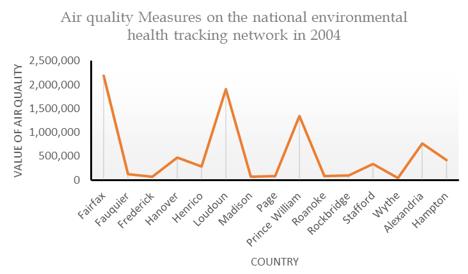 Air quality Measures on the national environmental
health tracking network in 2004
VALUE OF AIR QUALITY
2,500,000
2,000,000
1,500,000
1,000,000
500,000
0
Fairfax
Fauquier
Frederick
Hanover
Henrico
Loudoun
Madison
Page
Prince William
Roanoke
Rockbridge
Stafford
Wythe
Alexandria
Hampton
COUNTRY